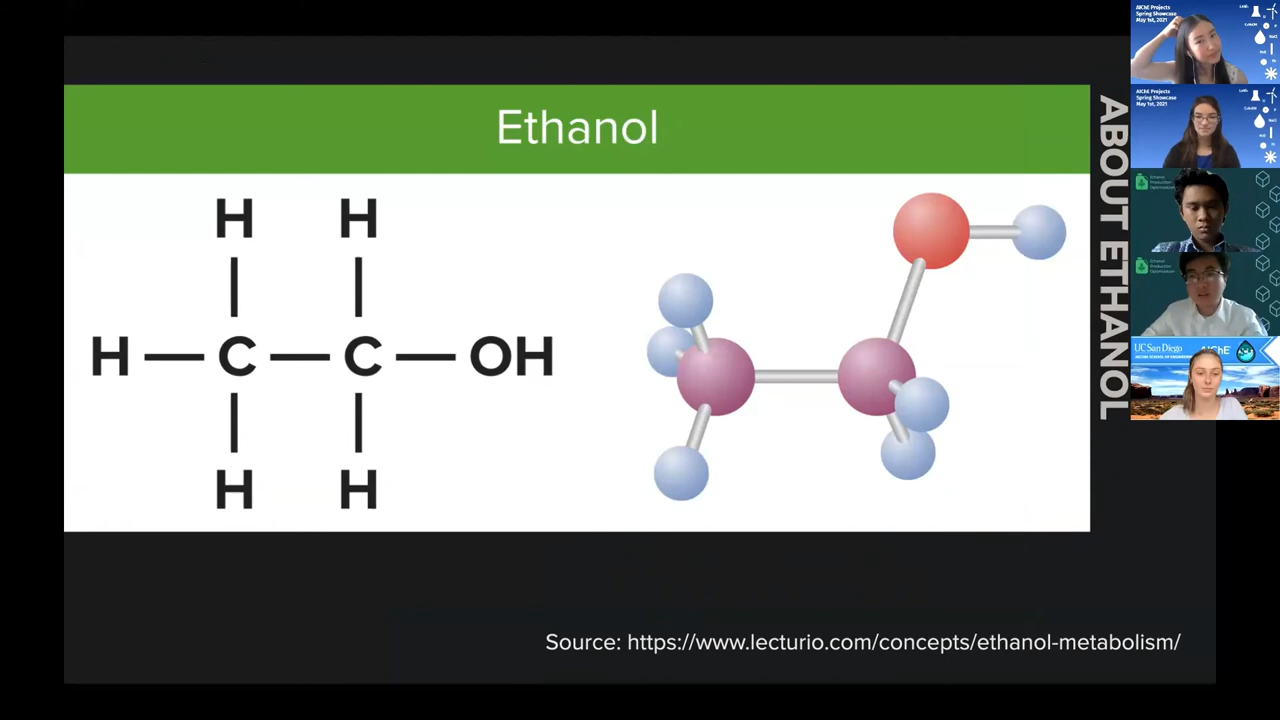 Ethanol
H H
H C C OH
H H
ABOUT ETHANOL
Source: https://www.lecturio.com/concepts/ethanol-metabolism/
AIChE Projects
Spring Showcase
May 1st, 2021
AIChE Projects
Spring Showcase
May 1st, 2021
Ethanol
Production
Optimization
Ethanol
Production
Optimization
UC San Diego
JACOBS SCHOOL OF ENGINEERING
AIChE